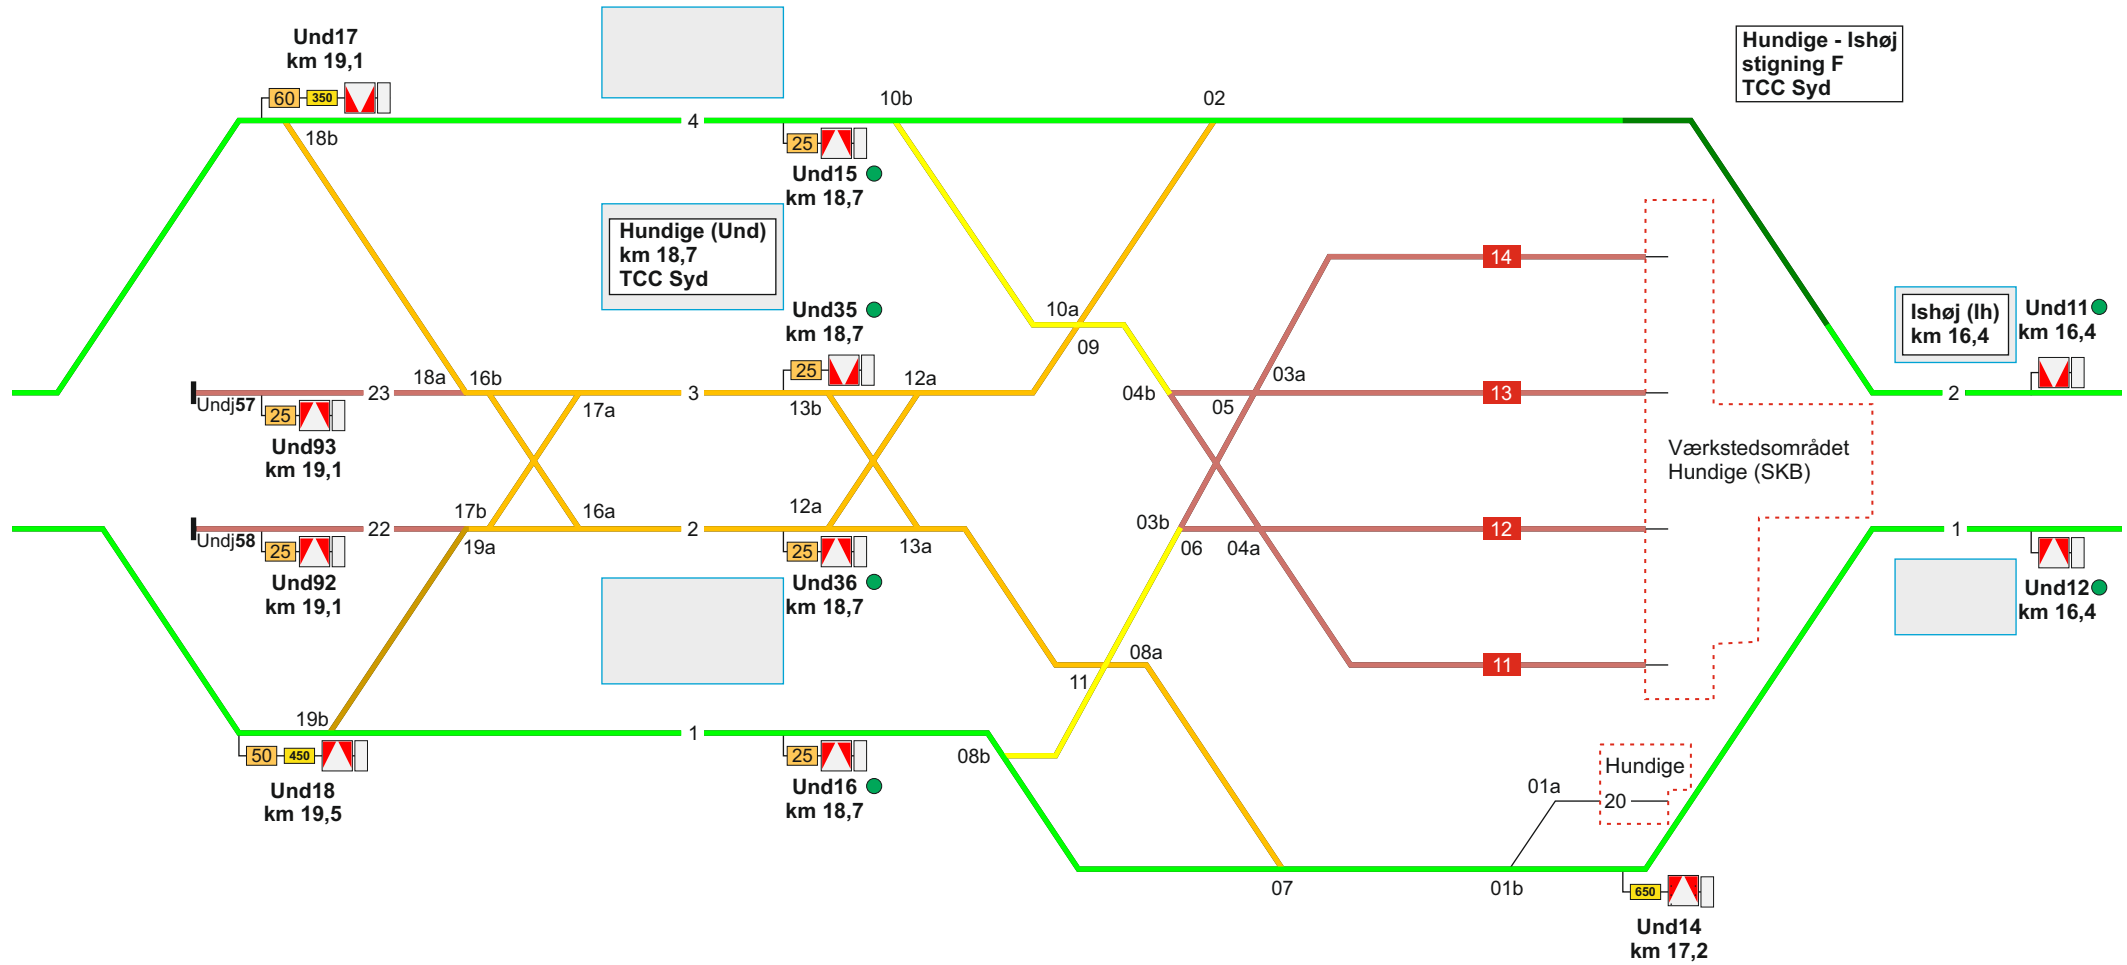 Und17
km 19,1
60 350
18b
4
10b
02
Hundige - Ishøj
stigning F
TCC Syd
25
Und15
km 18,7
Hundige (Und)
km 18,7
TCC Syd
Und35
km 18,7
25
14
10a
09
Ishøj (Ih)
km 16,4
Und11
km 16,4
18a
16b
23
Undj57
25
Und93
km 19,1
3
17a
13b
12a
04b
05
03a
13
2
Værkstedsområdet
Hundige (SKB)
17b
19a
16a
22
Undj58
25
Und92
km 19,1
2
12a
13a
25
Und36
km 18,7
03b
06
04a
12
1
Und12
km 16,4
08a
11
11
19b
50 450
Und18
km 19,5
1
25
Und16
km 18,7
08b
Hundige
01a
20
07
01b
650
Und14
km 17,2